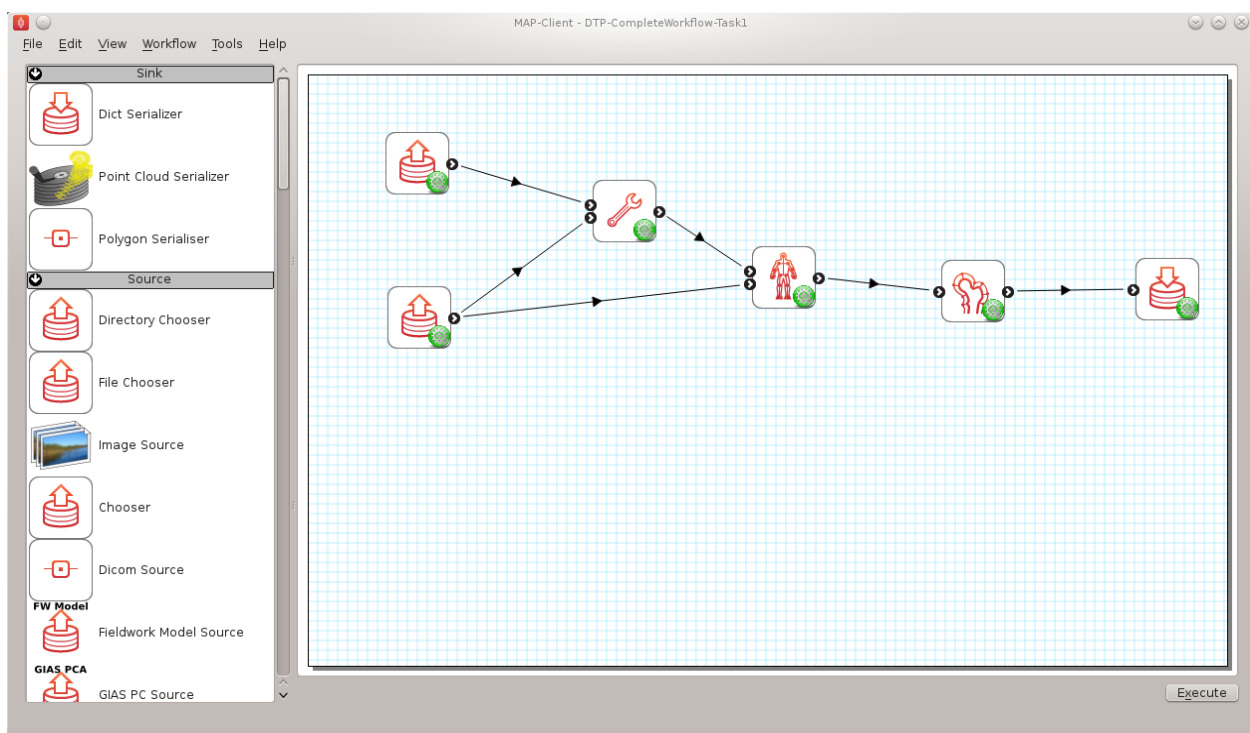 MAP-Client - DTP-CompleteWorkflow-Task1
File Edit View Workflow Tools Help
Sink
Dict Serializer
Point Cloud Serializer
Polygon Serialiser
Source
Directory Chooser
File Chooser
Image Source
Chooser
Dicom Source
FW Model
Fieldwork Model Source
GIAS PCA
GIAS PC Source
Execute